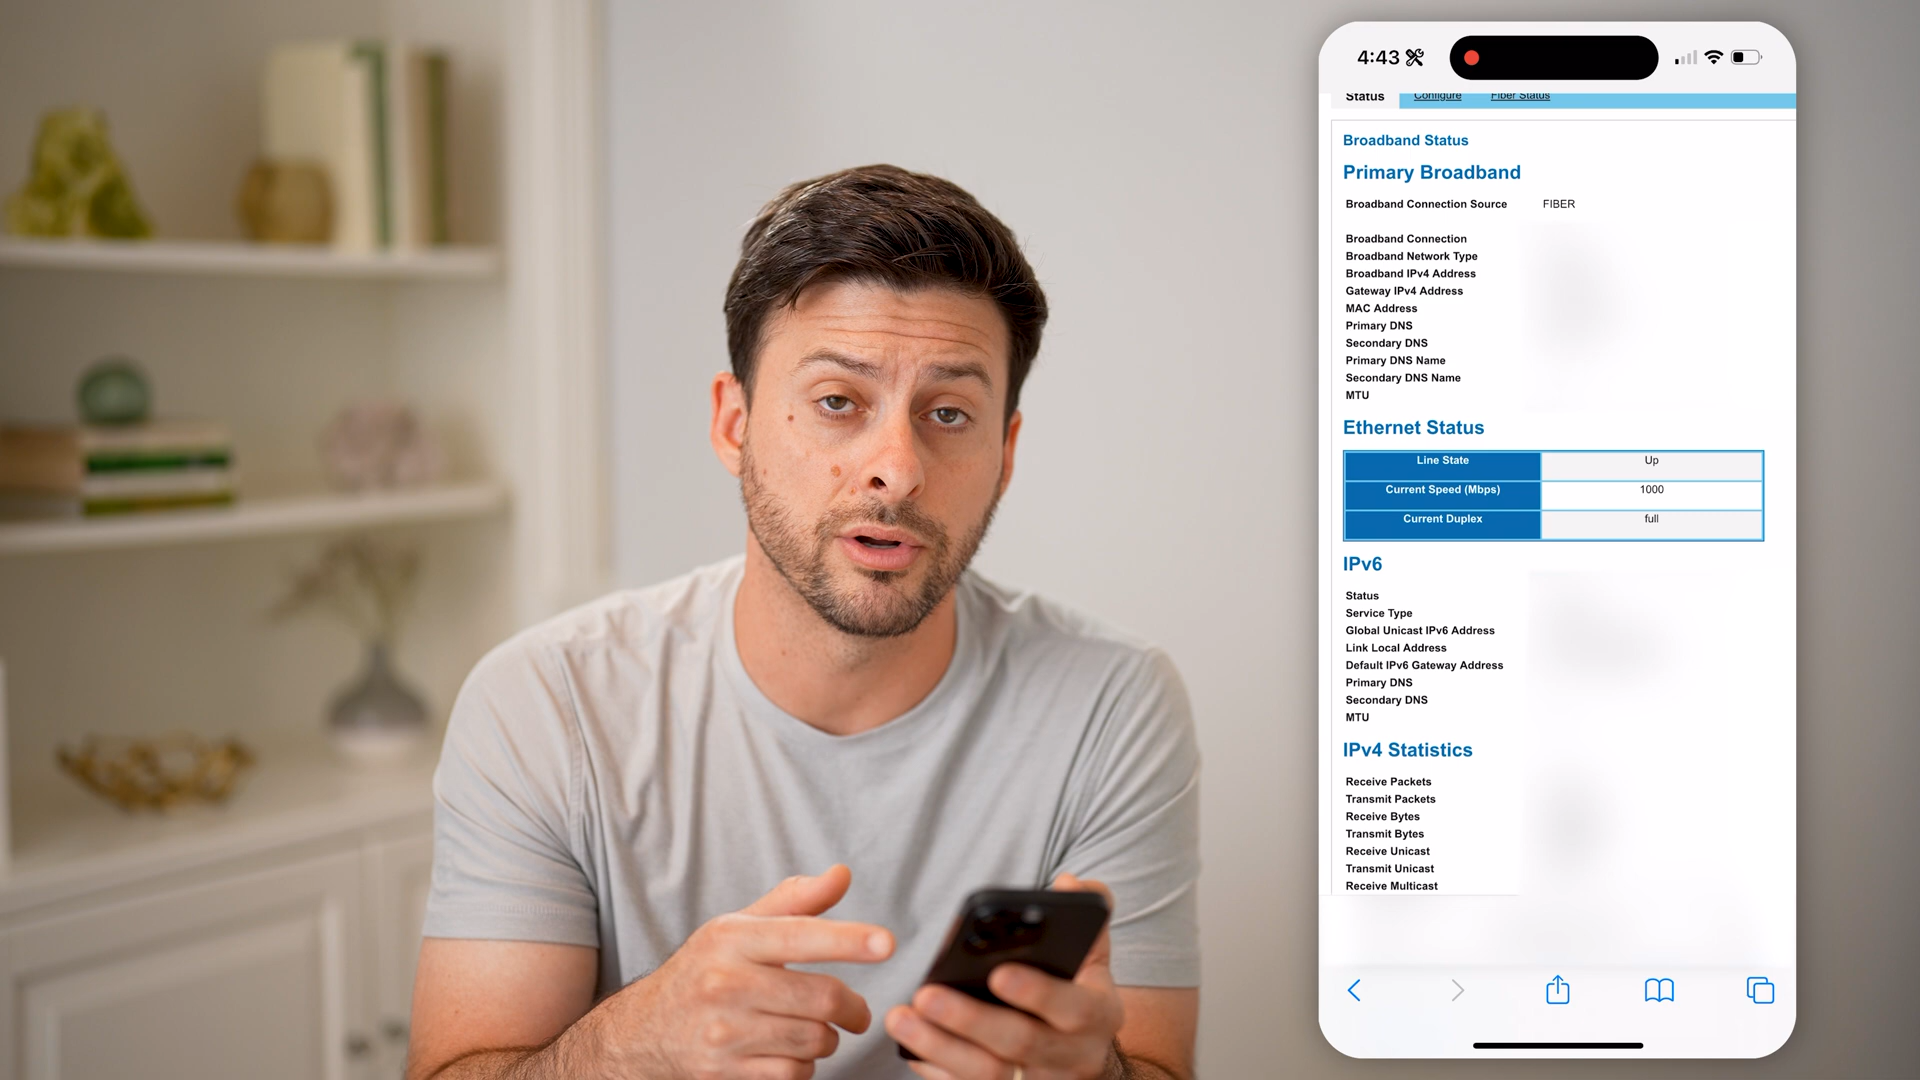 4:43
Status Configure Fiber Status
Broadband Status
Primary Broadband
Broadband Connection Source FIBER
Broadband Connection
Broadband Network Type
Broadband IPv4 Address
Gateway IPv4 Address
MAC Address
Primary DNS
Secondary DNS
Primary DNS Name
Secondary DNS Name
MTU
Ethernet Status
Line State Up
Current Speed (Mbps) 1000
Current Duplex full
IPv6
Status
Service Type
Global Unicast IPv6 Address
Link Local Address
Default IPv6 Gateway Address
Primary DNS
Secondary DNS
MTU
IPv4 Statistics
Receive Packets
Transmit Packets
Receive Bytes
Transmit Bytes
Receive Unicast
Transmit Unicast
Receive Multicast